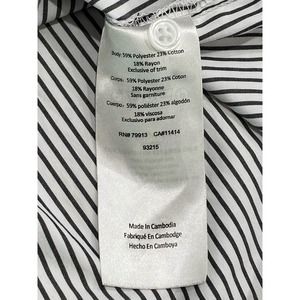 Body: 59% Polyester 23% Cotton
18% Rayon
Exclusive of trim
Corps: 59% Polyester 23% Coton
18% Rayonne
Sans garniture
Cuerpo: 59% poliéster 23% algodón
18% viscosa
Exclusivo para adornar
RN# 79913 CA#11414
93215
Made In Cambodia
Fabriqué En Cambodge
Hecho En Camboya